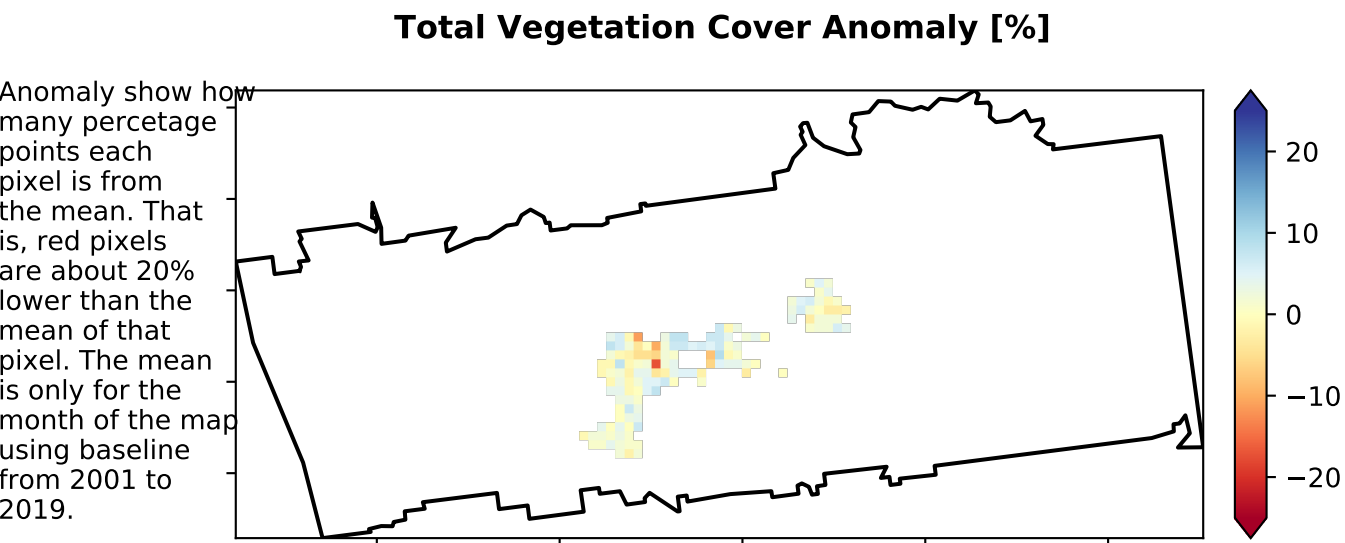 Total Vegetation Cover Anomaly [%]
Anomaly show how
many percetage
points each
pixel is from
the mean. That
is, red pixels
are about 20%
lower than the
mean of that
pixel. The mean
is only for the
month of the map
using baseline
from 2001 to
2019.
20
10
0
−10
−20